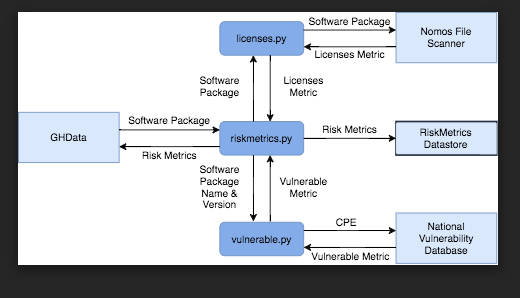 Software Package
licenses.py
Nomos File
Scanner
Licenses Metric
Software
Package
Licenses
Metric
GHData
Software Package
Risk Metrics
riskmetrics.py
Risk Metrics
RiskMetrics
Datastore
Software
Package
Name &
Version
Vulnerable
Metric
vulnerable.py
CPE
Vulnerable Metric
National
Vulnerability
Database